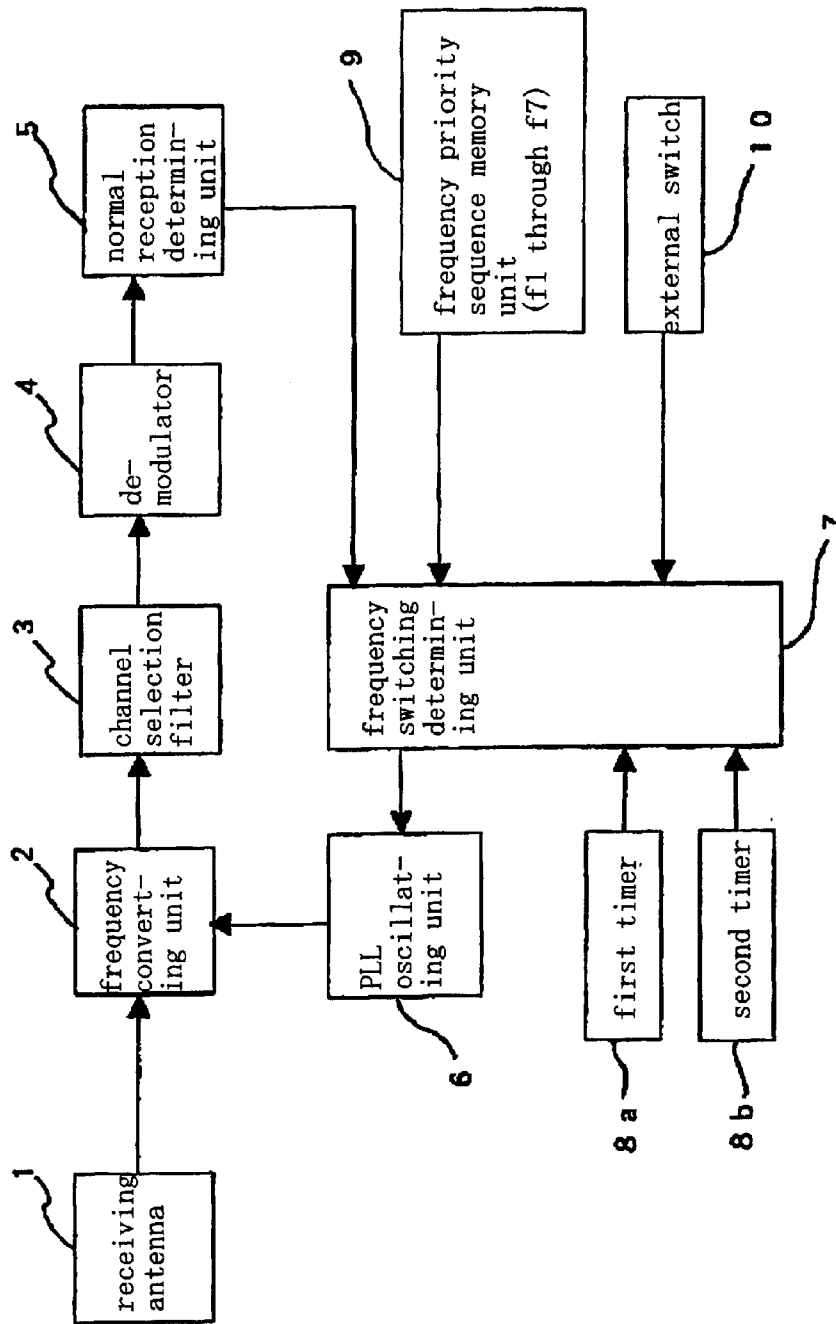 1
receiving
antenna
2
frequency
convert-
ing unit
3
channel
selection
filter
4
de-
modulator
5
normal
reception
determin-
ing unit
PLL
oscillat-
ing unit
6
frequency
switching
determin-
ing unit
7
9
frequency priority
sequence memory
unit
(f1 through f7)
first timer
8a
second timer
8b
external switch
10